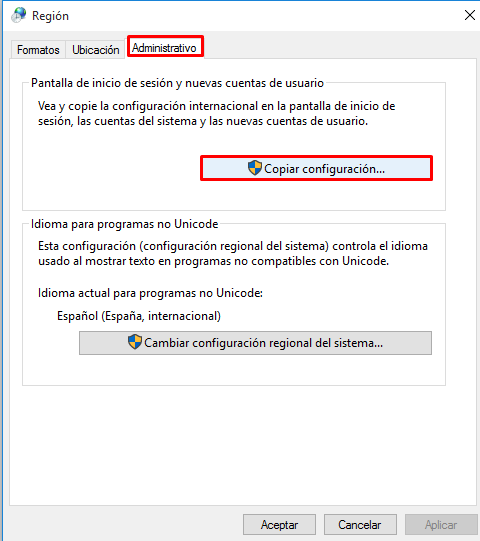 Región
Formatos
Ubicación
Administrativo
Pantalla de inicio de sesión y nuevas cuentas de usuario
Vea y copie la configuración internacional en la pantalla de inicio de
sesión, las cuentas del sistema y las nuevas cuentas de usuario.
Copiar configuración...
Idioma para programas no Unicode
Esta configuración (configuración regional del sistema) controla el idioma
usado al mostrar texto en programas no compatibles con Unicode.
Idioma actual para programas no Unicode:
Español (España, internacional)
Cambiar configuración regional del sistema...
Aceptar
Cancelar
Aplicar